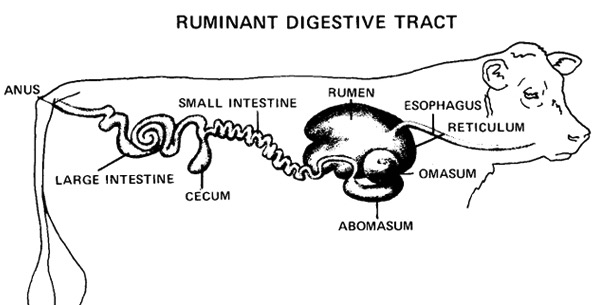 RUMINANT DIGESTIVE TRACT
ANUS
SMALL INTESTINE
RUMEN
ESOPHAGUS
RETICULUM
LARGE INTESTINE
CECUM
OMASUM
ABOMASUM